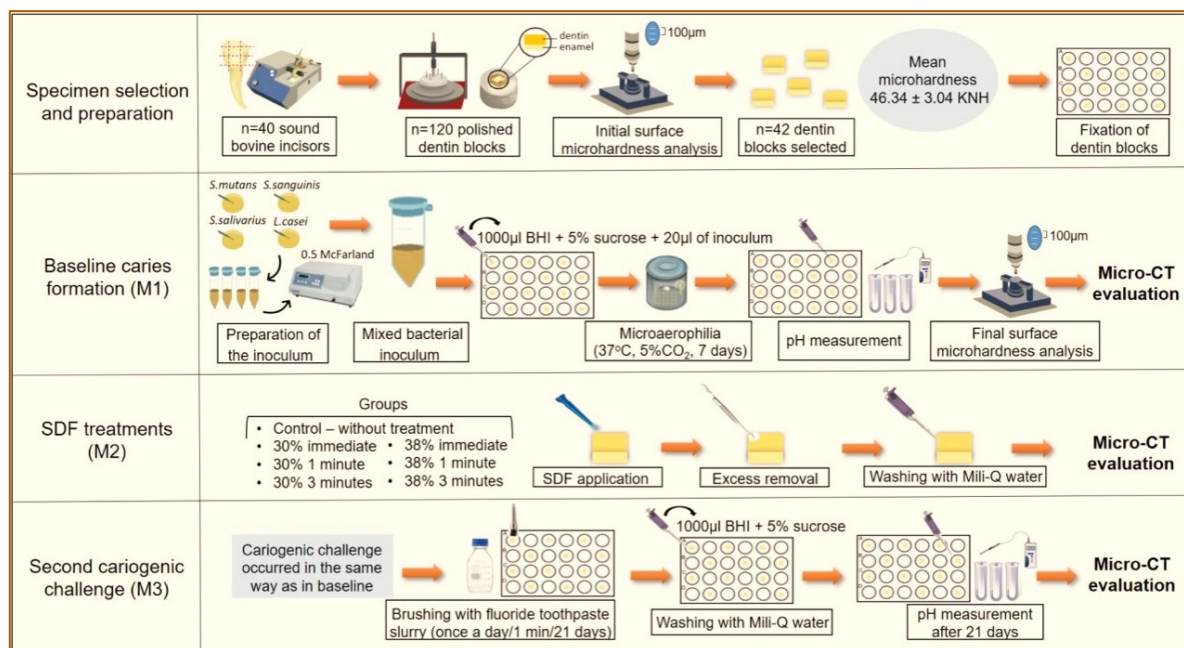 Specimen selection
and preparation
n=40 sound
bovine incisors
dentin
enamel
n=120 polished
dentin blocks
100µm
Initial surface
microhardness analysis
n=42 dentin
blocks selected
Mean
microhardness
46.34 ± 3.04 KNH
Fixation of
dentin blocks
Baseline caries
formation (M1)
S.mutans S.sanguinis
S.salivarius L.casei
0.5 McFarland
Preparation of
the inoculum
Mixed bacterial
inoculum
1000µl BHI + 5% sucrose + 20µl of inoculum
Microaerophilia
(37ºC, 5%CO₂, 7 days)
pH measurement
100µm
Final surface
microhardness analysis
Micro-CT
evaluation
SDF treatments
(M2)
Groups
• Control – without treatment
• 30% immediate • 38% immediate
• 30% 1 minute • 38% 1 minute
• 30% 3 minutes • 38% 3 minutes
SDF application
Excess removal
Washing with Mili-Q water
Micro-CT
evaluation
Second cariogenic
challenge (M3)
Cariogenic challenge
occurred in the same
way as in baseline
Brushing with fluoride toothpaste
slurry (once a day/1 min/21 days)
1000µl BHI + 5% sucrose
Washing with Mili-Q water
pH measurement
after 21 days
Micro-CT
evaluation